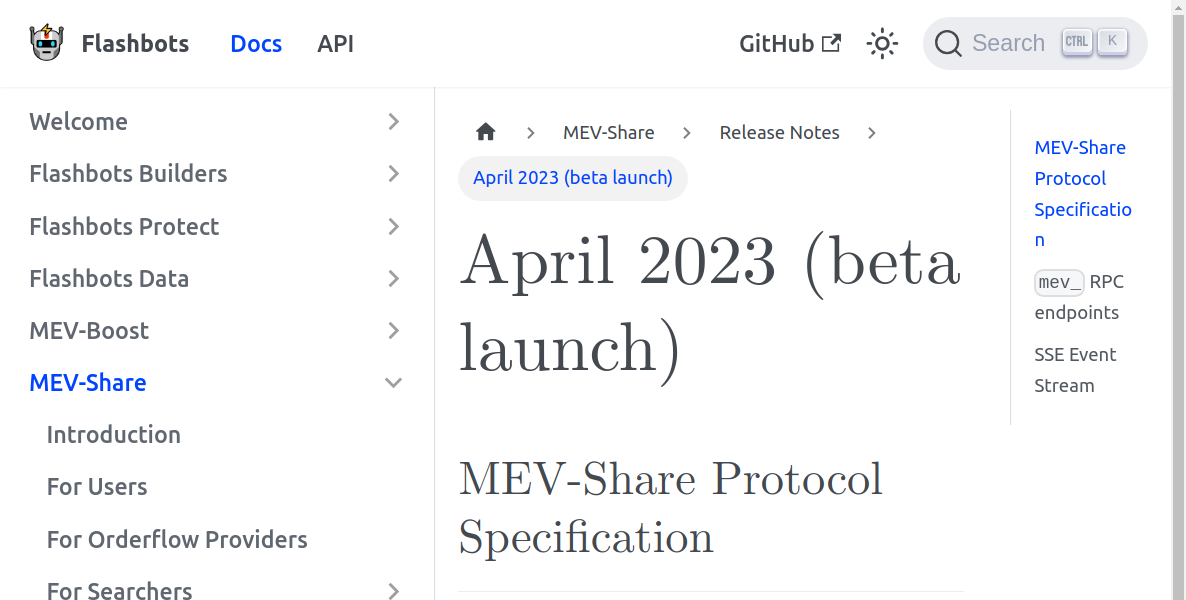 Flashbots Docs API GitHub Search CTRL K
Welcome
Flashbots Builders
Flashbots Protect
Flashbots Data
MEV-Boost
MEV-Share
Introduction
For Users
For Orderflow Providers
For Searchers
MEV-Share Release Notes
April 2023 (beta launch)
April 2023 (beta
launch)
MEV-Share Protocol
Specification
MEV-Share
Protocol
Specificatio
n
mev_ RPC
endpoints
SSE Event
Stream